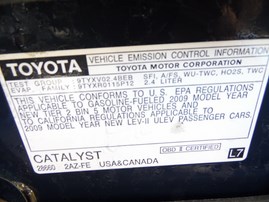 VEHICLE EMISSION CONTROL INFORMATION
TOYOTA TOYOTA MOTOR CORPORATION
TEST GROUP : 9TYXV02.4BEB SFI, A/FS, WU-TWC, HO2S, TWC
EVAP. FAMILY : 9TYXR0115P12 2.4 LITER
THIS VEHICLE CONFORMS TO U.S. EPA REGULATIONS
APPLICABLE TO GASOLINE-FUELED 2009 MODEL YEAR
NEW TIER 2 BIN 5 MOTOR VEHICLES AND
TO CALIFORNIA REGULATIONS APPLICABLE TO
2009 MODEL YEAR NEW LEV-II ULEV PASSENGER CARS.
CATALYST OBD II CERTIFIED
28660 2AZ-FE USA&CANADA L7